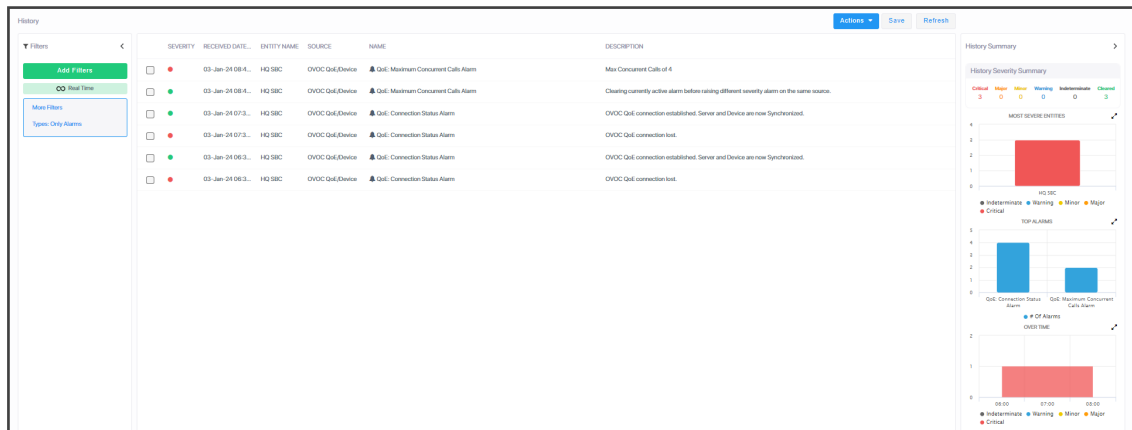 History
Actions
Save
Refresh
Filters
Add Filters
Real Time
More Filters
Types: Only Alarms
SEVERITY RECEIVED DATE... ENTITY NAME SOURCE NAME DESCRIPTION
03-Jan-24 08:4... HQ SBC OVOC QoE/Device QoE: Maximum Concurrent Calls Alarm Max Concurrent Calls of 4
03-Jan-24 08:4... HQ SBC OVOC QoE/Device QoE: Maximum Concurrent Calls Alarm Clearing currently active alarm before raising different severity alarm on the same source.
03-Jan-24 07:3... HQ SBC OVOC QoE/Device QoE: Connection Status Alarm OVOC QoE connection established. Server and Device are now Synchronized.
03-Jan-24 07:3... HQ SBC OVOC QoE/Device QoE: Connection Status Alarm OVOC QoE connection lost.
03-Jan-24 06:3... HQ SBC OVOC QoE/Device QoE: Connection Status Alarm OVOC QoE connection established. Server and Device are now Synchronized.
03-Jan-24 06:3... HQ SBC OVOC QoE/Device QoE: Connection Status Alarm OVOC QoE connection lost.
History Summary
History Severity Summary
Critical Major Minor Warning Indeterminate Cleared
3 0 0 0 0 3
MOST SEVERE ENTITIES
4
3
2
1
0
HQ SBC
Indeterminate Warning Minor Major
Critical
TOP ALARMS
5
4
3
2
1
0
QoE: Connection Status QoE: Maximum Concurrent
Alarm Calls Alarm
# Of Alarms
OVER TIME
2
1
0
06:00 07:00 08:00
Indeterminate Warning Minor Major
Critical